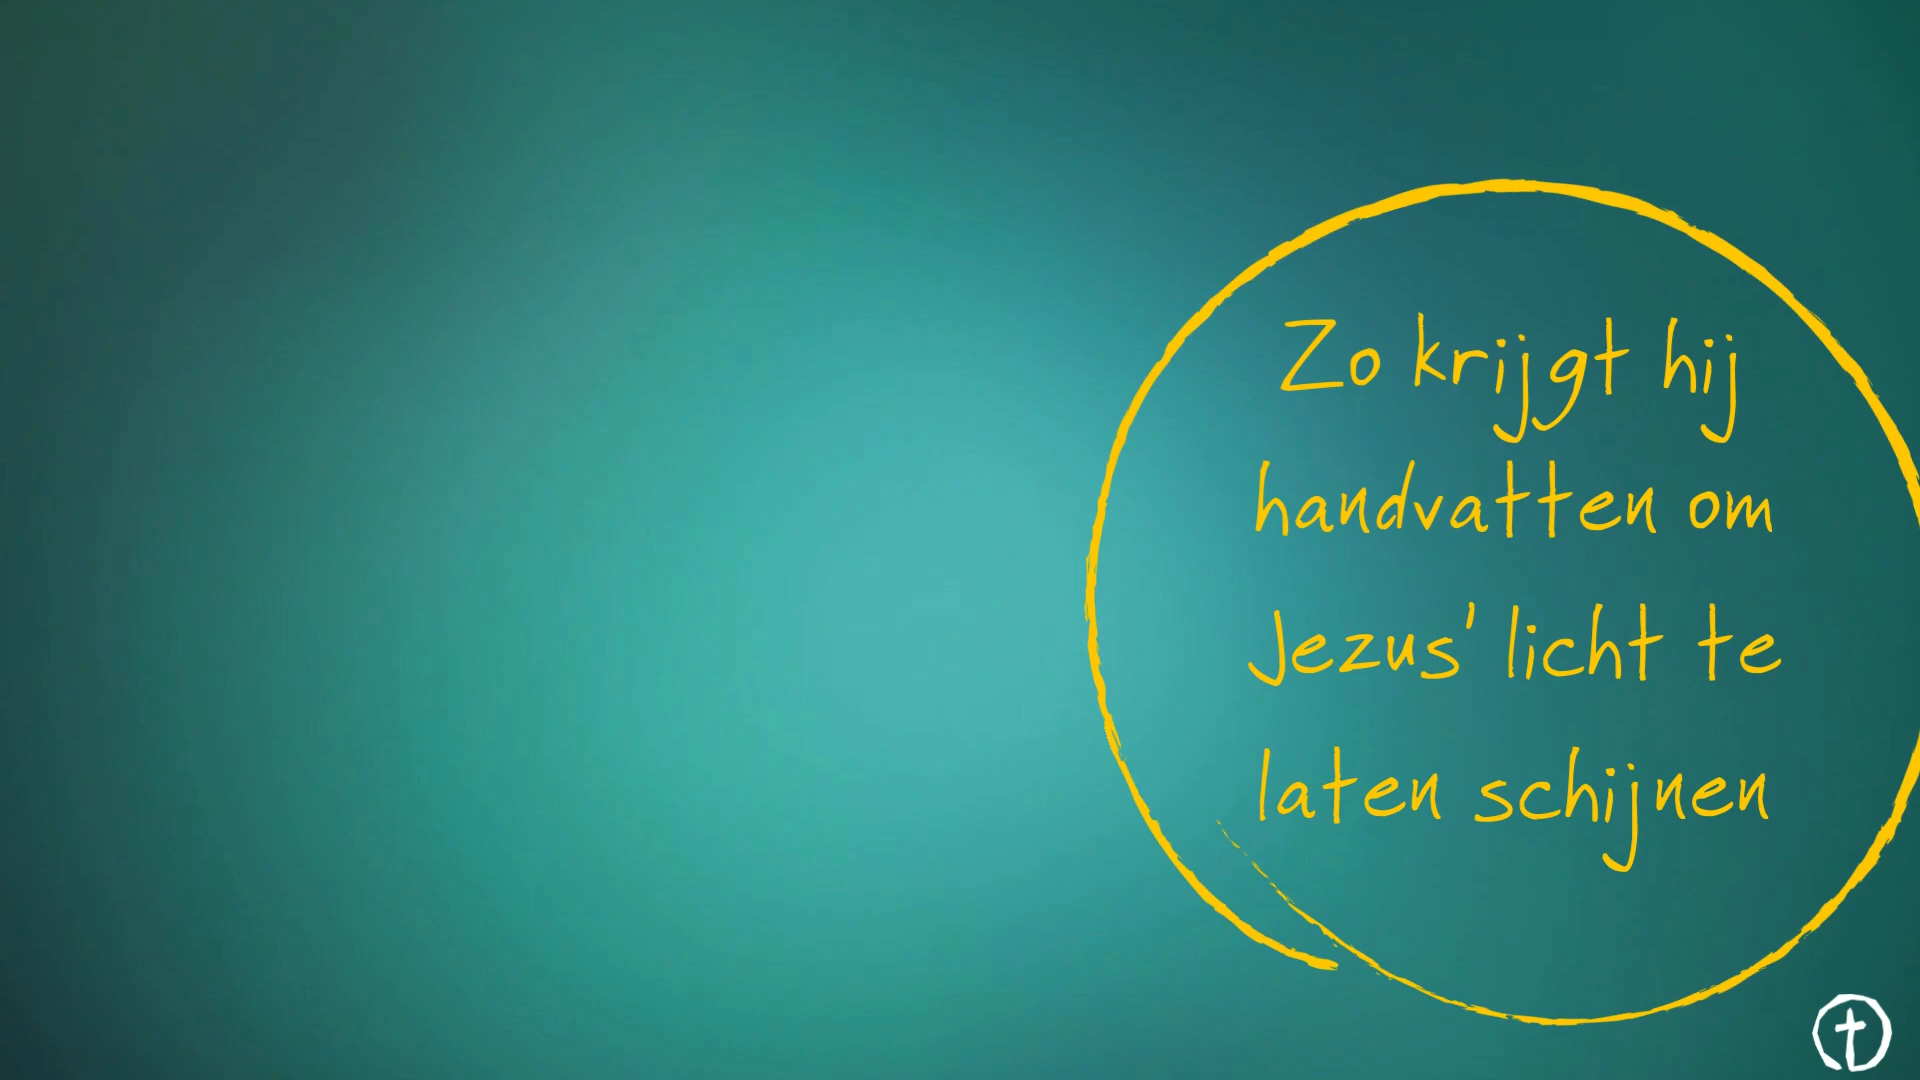 Zo krijgt hij
handvatten om
Jezus' licht te
laten schijnen